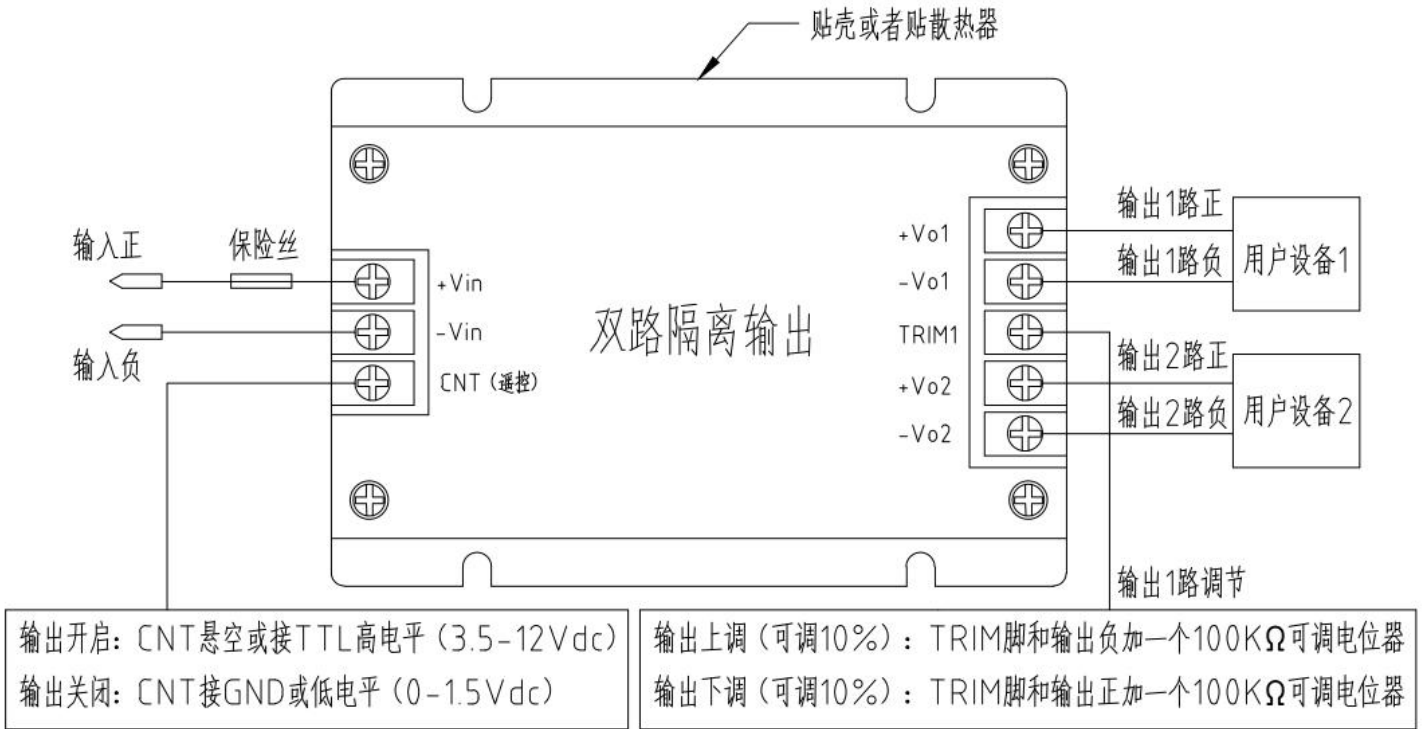 贴壳或者贴散热器
输入正
保险丝
输入负
+Vin
-Vin
CNT (遥控)
双路隔离输出
+Vo1
-Vo1
TRIM1
+Vo2
-Vo2
输出1路正
输出1路负
用户设备1
输出2路正
输出2路负
用户设备2
输出1路调节
输出开启：CNT悬空或接TTL高电平（3.5-12Vdc）
输出关闭：CNT接GND或低电平（0-1.5Vdc）
输出上调（可调10%）：TRIM脚和输出负加一个100KΩ可调电位器
输出下调（可调10%）：TRIM脚和输出正加一个100KΩ可调电位器